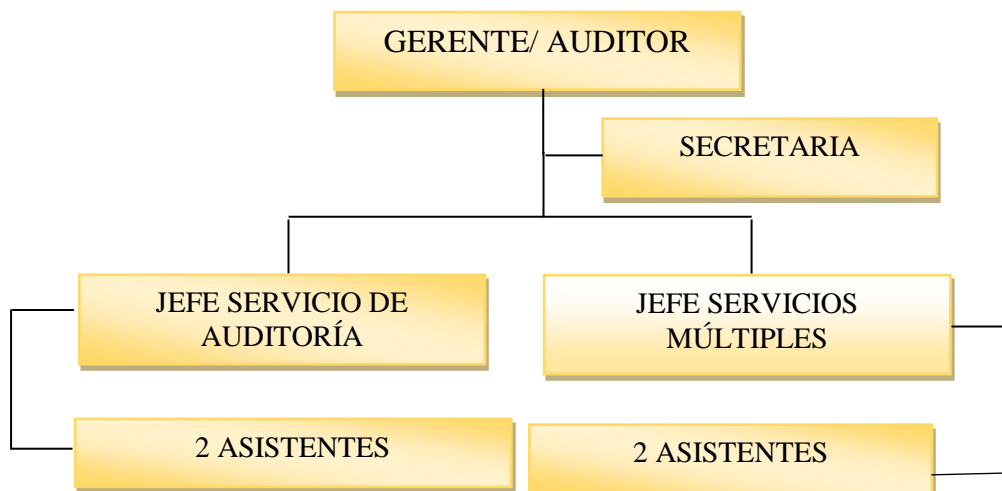 GERENTE/ AUDITOR
SECRETARIA
JEFE SERVICIO DE
AUDITORÍA
JEFE SERVICIOS
MÚLTIPLES
2 ASISTENTES
2 ASISTENTES